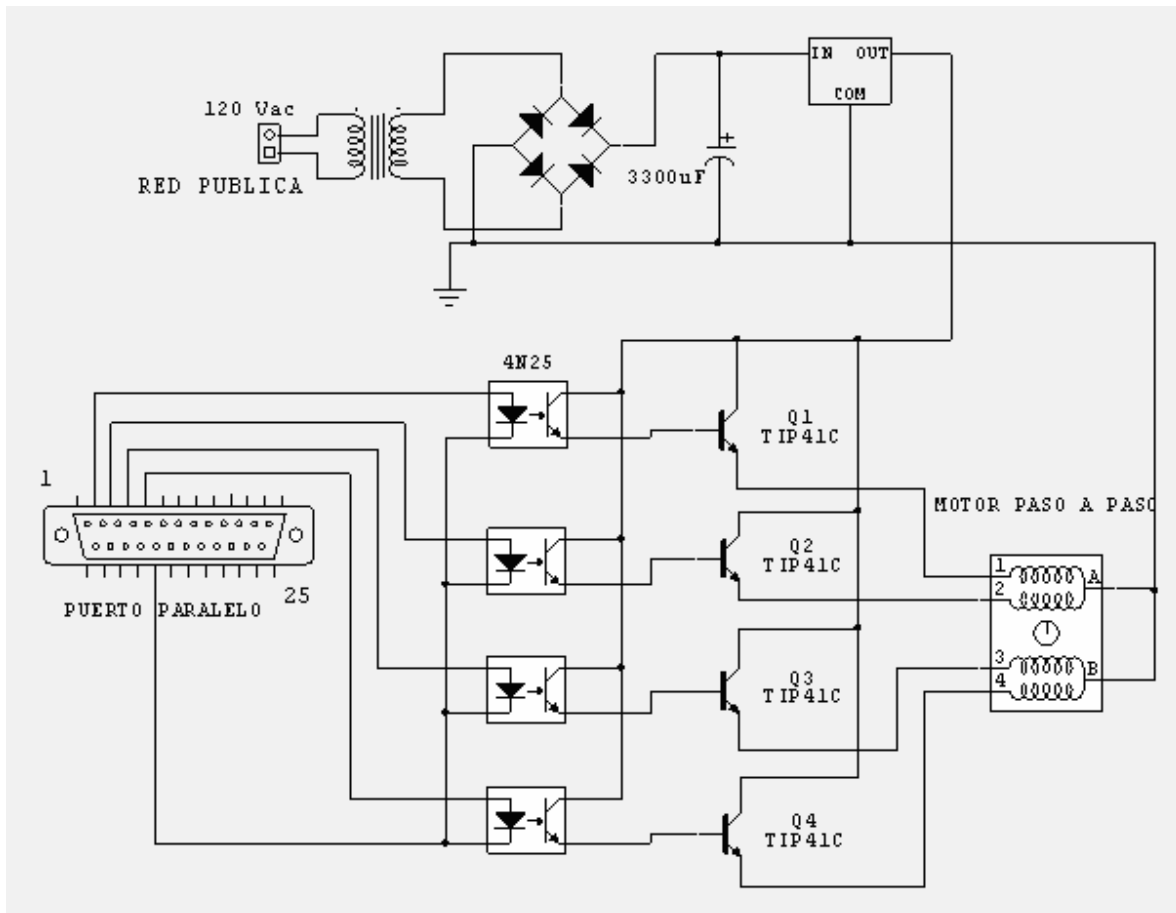 120 Vac
RED PUBLICA
3300uF
+
IN OUT
COM
4N25
Q1
TIP41C
1
25
PUERTO PARALELO
Q2
TIP41C
MOTOR PASO A PASO
1
2
A
3
4
B
Q3
TIP41C
Q4
TIP41C